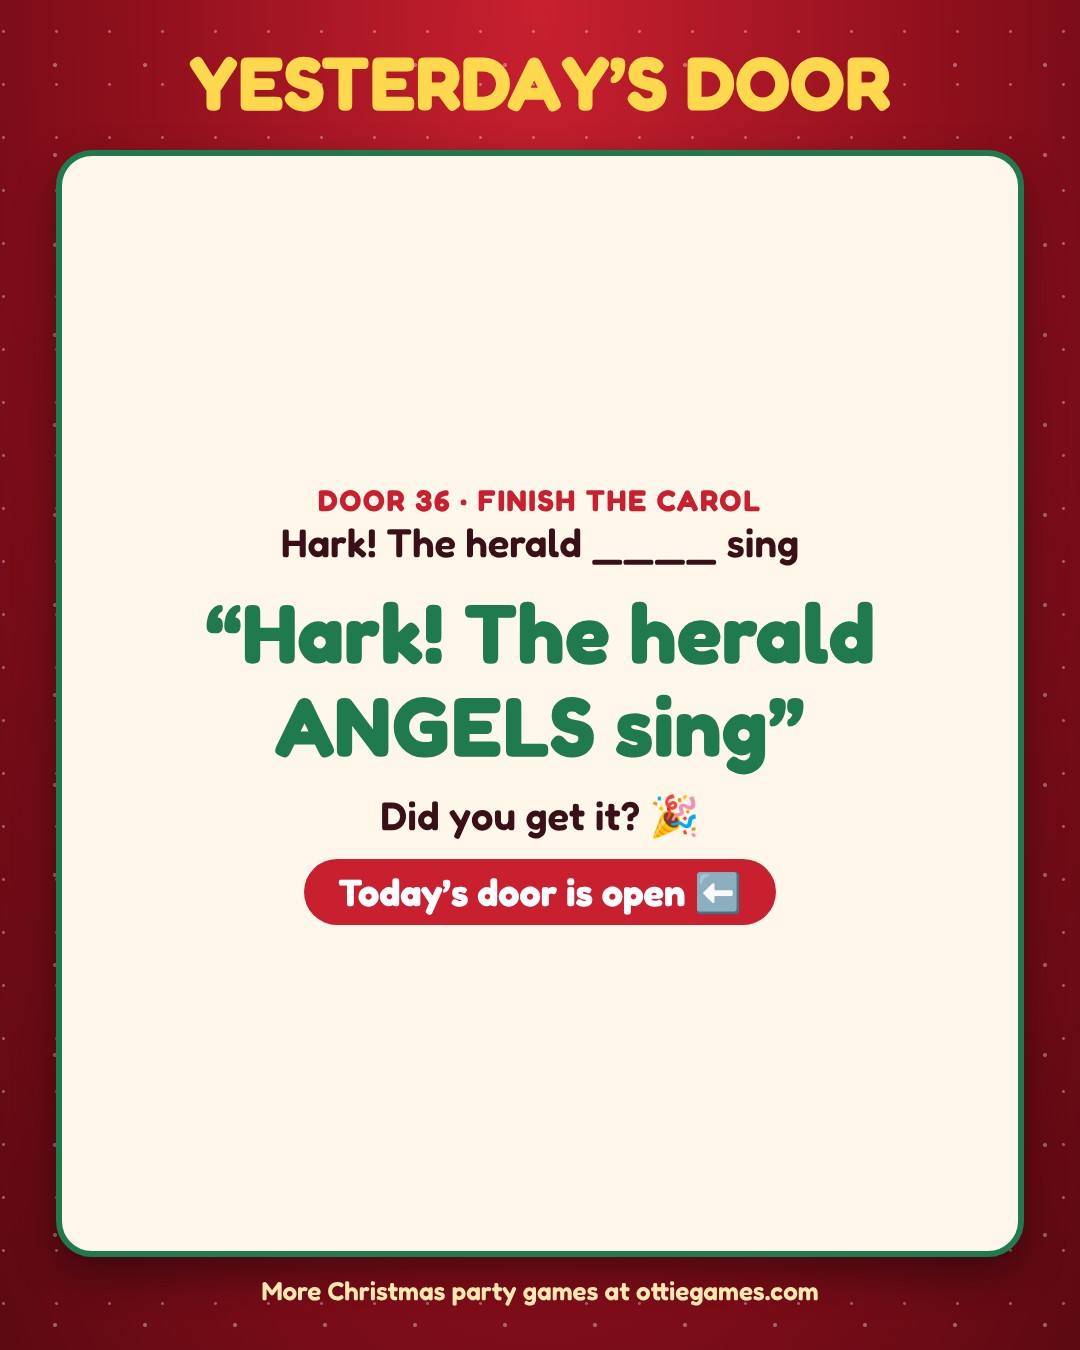 YESTERDAY’S DOOR
DOOR 36 · FINISH THE CAROL
Hark! The herald ____ sing
“Hark! The herald
ANGELS sing”
Did you get it? 🎉
Today’s door is open ⬅️
More Christmas party games at ottiegames.com